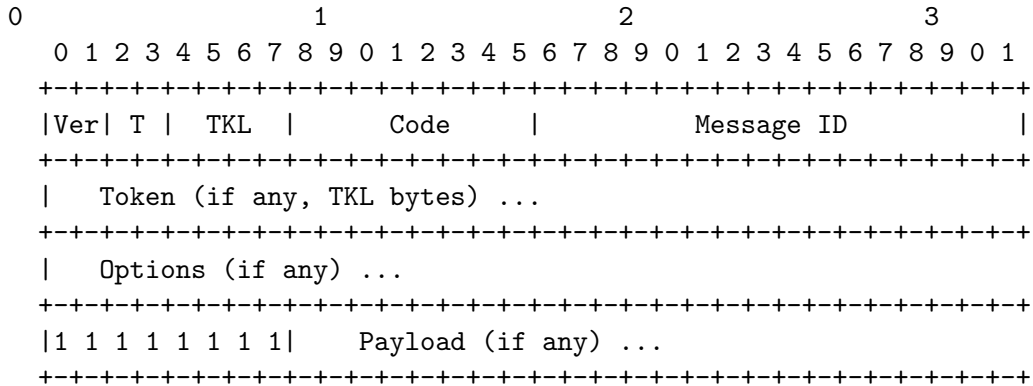 0                   1                   2                   3
   0 1 2 3 4 5 6 7 8 9 0 1 2 3 4 5 6 7 8 9 0 1 2 3 4 5 6 7 8 9 0 1
  +-+-+-+-+-+-+-+-+-+-+-+-+-+-+-+-+-+-+-+-+-+-+-+-+-+-+-+-+-+-+-+-+
  |Ver| T |  TKL  |      Code     |          Message ID           |
  +-+-+-+-+-+-+-+-+-+-+-+-+-+-+-+-+-+-+-+-+-+-+-+-+-+-+-+-+-+-+-+-+
  |   Token (if any, TKL bytes) ...
  +-+-+-+-+-+-+-+-+-+-+-+-+-+-+-+-+-+-+-+-+-+-+-+-+-+-+-+-+-+-+-+-+
  |   Options (if any) ...
  +-+-+-+-+-+-+-+-+-+-+-+-+-+-+-+-+-+-+-+-+-+-+-+-+-+-+-+-+-+-+-+-+
  |1 1 1 1 1 1 1 1|    Payload (if any) ...
  +-+-+-+-+-+-+-+-+-+-+-+-+-+-+-+-+-+-+-+-+-+-+-+-+-+-+-+-+-+-+-+-+